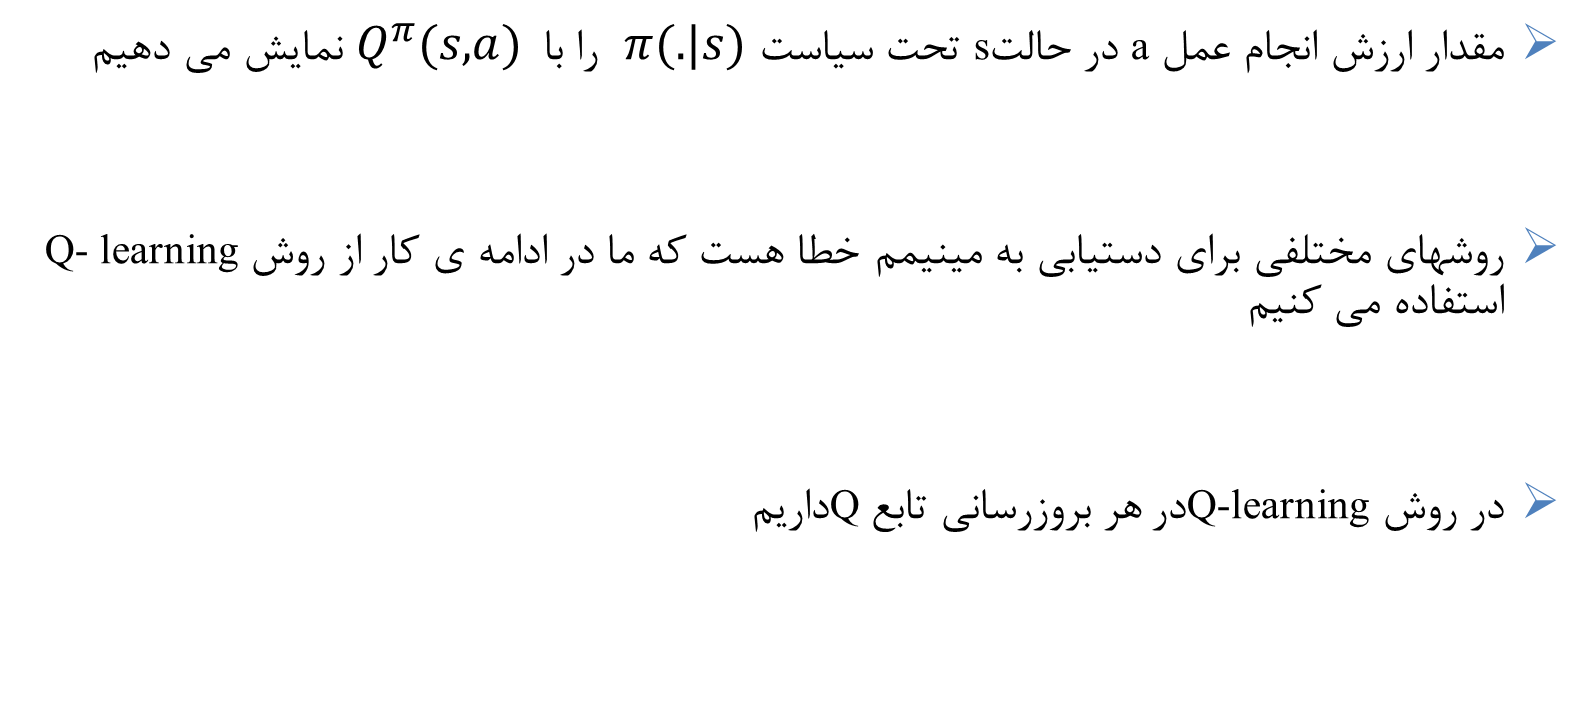 مقدار ارزش انجام عمل a در حالتs تحت سیاست π(.|s) را با Qπ(s,a) نمایش می دهیم
روشهای مختلفی برای دستیابی به مینیمم خطا هست که ما در ادامه ی کار از روش Q- learning
استفاده می کنیم
در روش Q-learningدر هر بروزرسانی تابع Qداریم